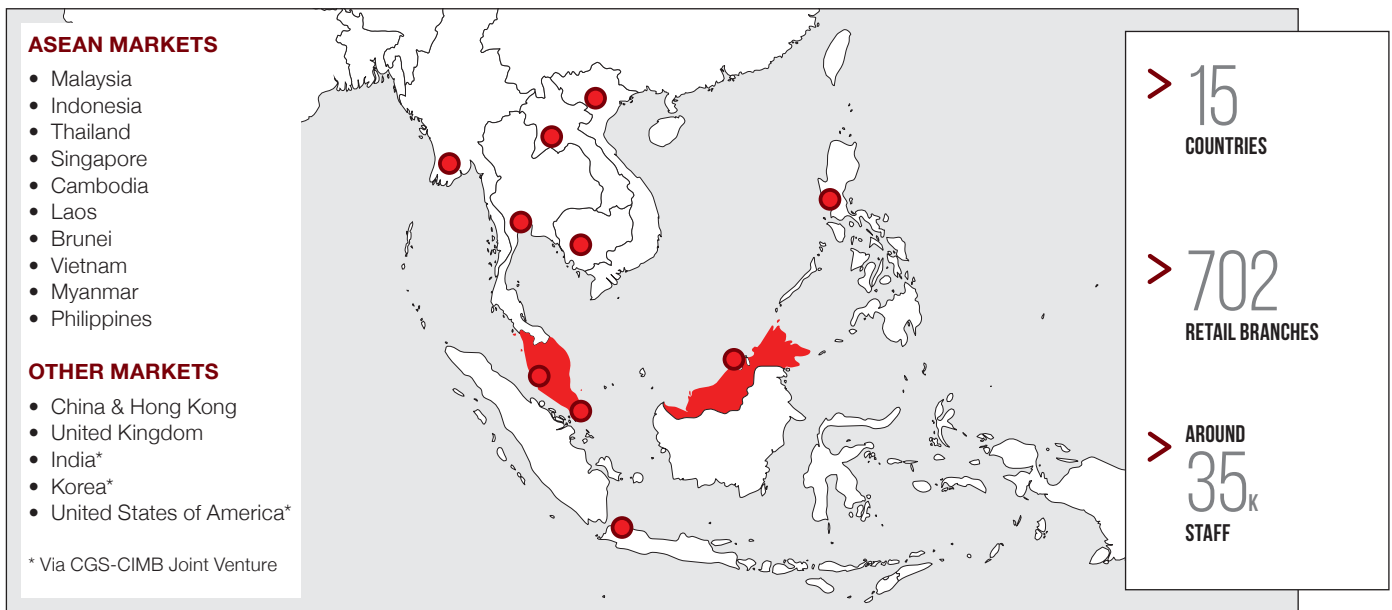 ASEAN MARKETS
• Malaysia
• Indonesia
• Thailand
• Singapore
• Cambodia
• Laos
• Brunei
• Vietnam
• Myanmar
• Philippines
OTHER MARKETS
• China & Hong Kong
• United Kingdom
• India*
• Korea*
• United States of America*
* Via CGS-CIMB Joint Venture
> 15
COUNTRIES
> 702
RETAIL BRANCHES
> AROUND
35K
STAFF